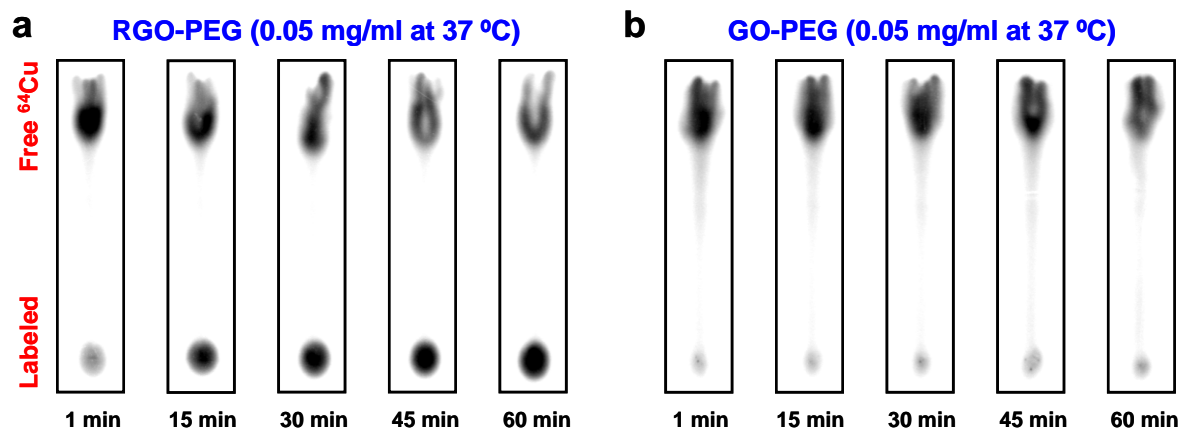 a
RGO-PEG (0.05 mg/ml at 37 ºC)
Free ⁶⁴Cu
Labeled
1 min
15 min
30 min
45 min
60 min
b
GO-PEG (0.05 mg/ml at 37 ºC)
1 min
15 min
30 min
45 min
60 min